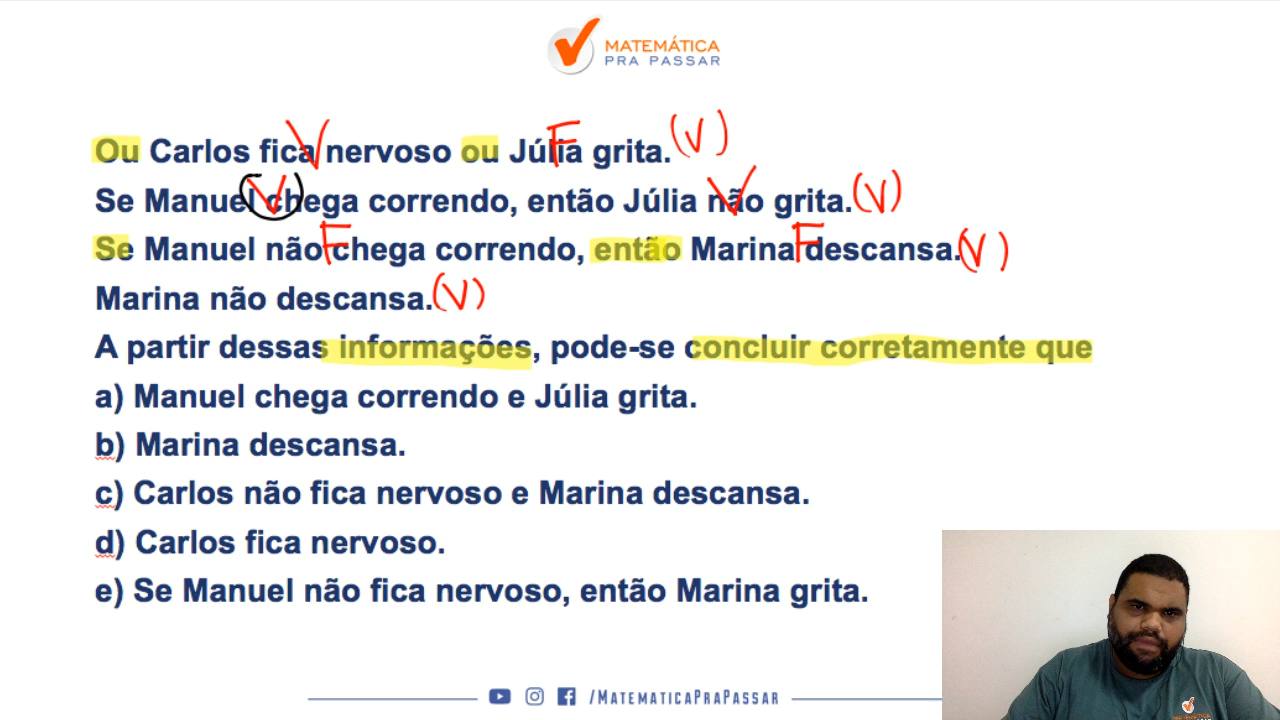 MATEMÁTICA
PRA PASSAR
Ou Carlos fica nervoso ou Júlia grita. (V)
V F
Se Manuel chega correndo, então Júlia não grita. (V)
V V
Se Manuel não chega correndo, então Marina descansa. (V)
F F
Marina não descansa. (V)
A partir dessas informações, pode-se concluir corretamente que
a) Manuel chega correndo e Júlia grita.
b) Marina descansa.
c) Carlos não fica nervoso e Marina descansa.
d) Carlos fica nervoso.
e) Se Manuel não fica nervoso, então Marina grita.
/MATEMATICAPRAPASSAR